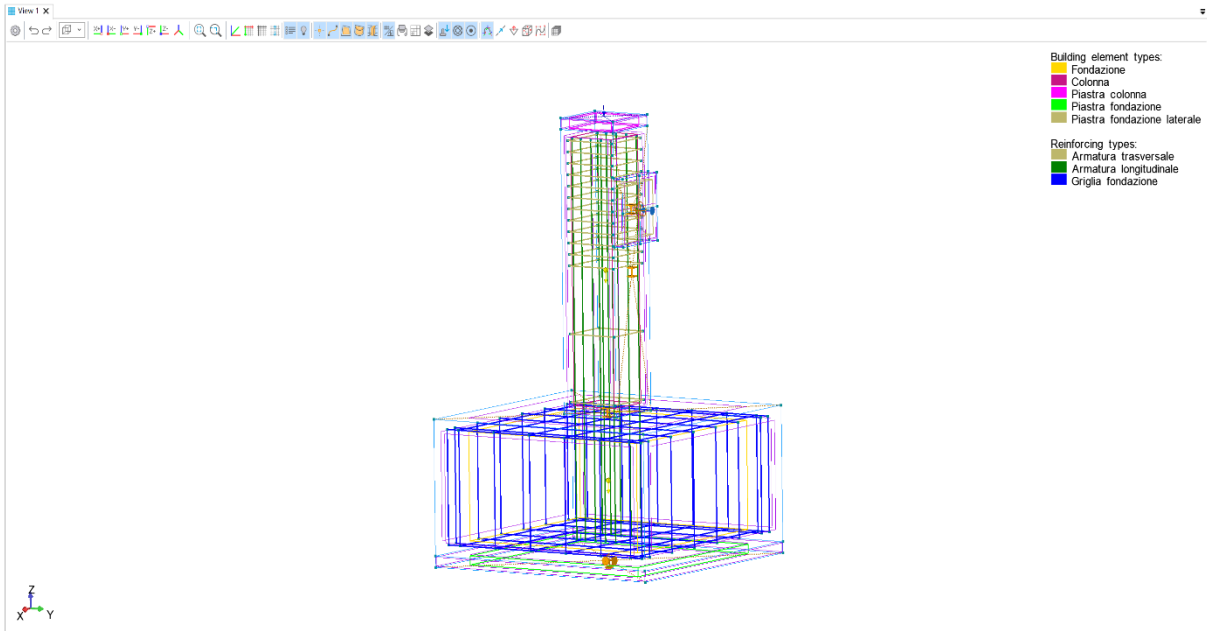 View 1
Building element types:
Fondazione
Colonna
Piastra colonna
Piastra fondazione
Piastra fondazione laterale
Reinforcing types:
Armatura trasversale
Armatura longitudinale
Griglia fondazione
Z
X
Y